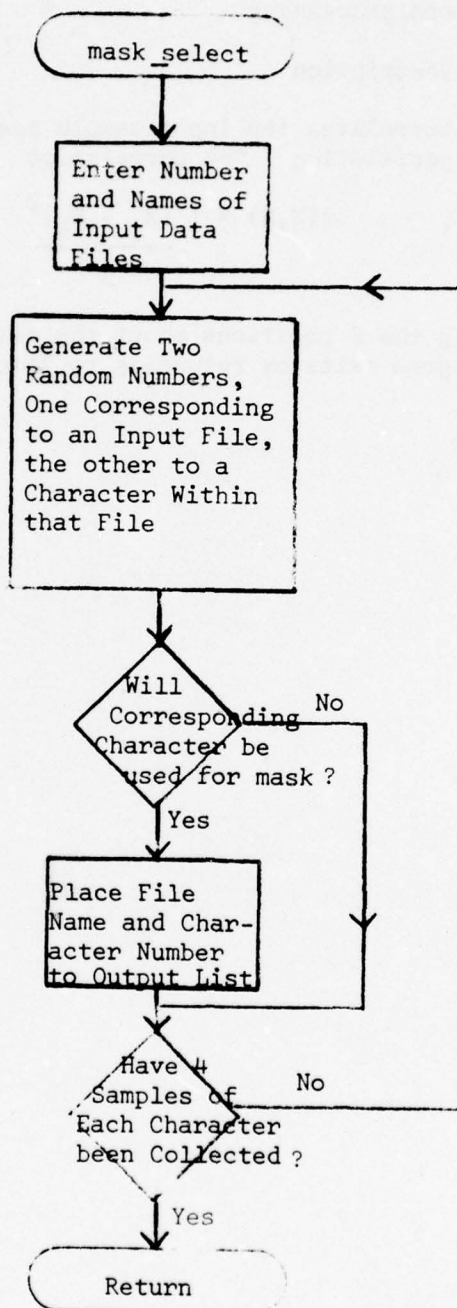 mask_select
Enter Number
and Names of
Input Data
Files
Generate Two
Random Numbers,
One Corresponding
to an Input File,
the other to a
Character Within
that File
Will
Corresponding
Character be
used for mask ?
No
Yes
Place File
Name and Char-
acter Number
to Output List
Have 4
Samples of
Each Character
been Collected ?
No
Yes
Return